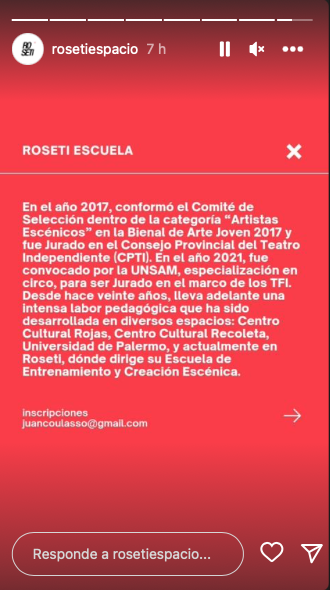 RO
SETI
rosetiespacio 7 h
ROSETI ESCUELA
En el año 2017, conformó el Comité de
Selección dentro de la categoría “Artistas
Escénicos” en la Bienal de Arte Joven 2017 y
fue Jurado en el Consejo Provincial del Teatro
Independiente (CPTI). En el año 2021, fue
convocado por la UNSAM, especialización en
circo, para ser Jurado en el marco de los TFI.
Desde hace veinte años, lleva adelante una
intensa labor pedagógica que ha sido
desarrollada en diversos espacios: Centro
Cultural Rojas, Centro Cultural Recoleta,
Universidad de Palermo, y actualmente en
Roseti, dónde dirige su Escuela de
Entrenamiento y Creación Escénica.
inscripciones
juancoulasso@gmail.com
Responde a rosetiespacio...